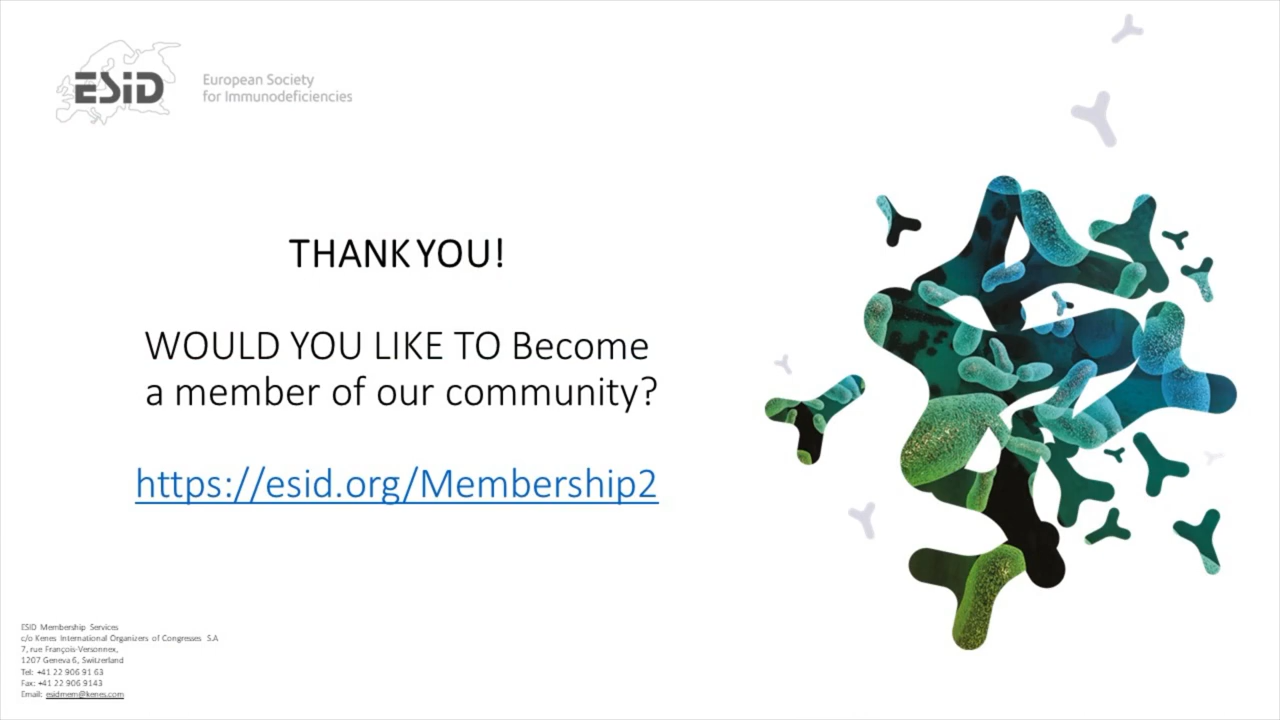 ESiD
European Society
for Immunodeficiencies
THANK YOU!
WOULD YOU LIKE TO Become
a member of our community?
https://esid.org/Membership2
ESID Membership Services
c/o Kenes International Organizers of Congresses S.A
7, rue François-Versonnex,
1207 Geneva 6, Switzerland
Tel: +41 22 906 91 63
Fax: +41 22 906 9143
Email: esidmem@kenes.com